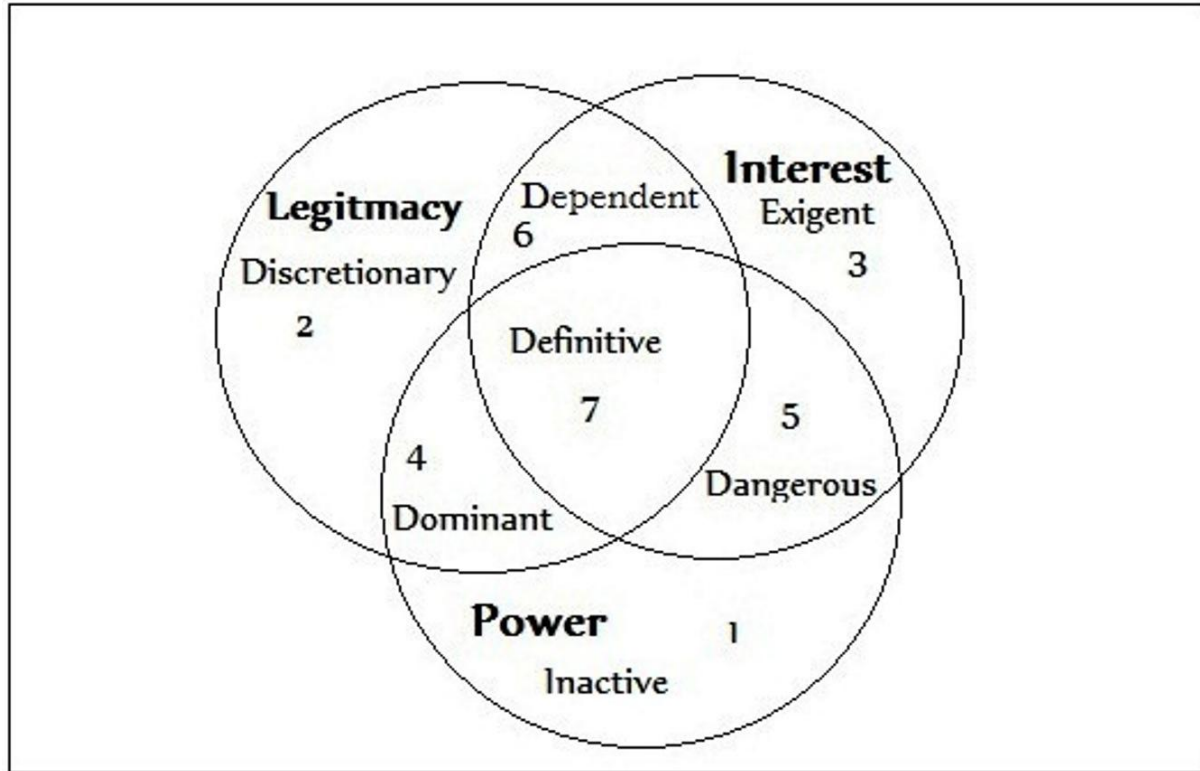 Interest
Exigent
3
Dependent
6
Legitmacy
Discretionary
2
Definitive
7
5
Dangerous
4
Dominant
Power
1
Inactive